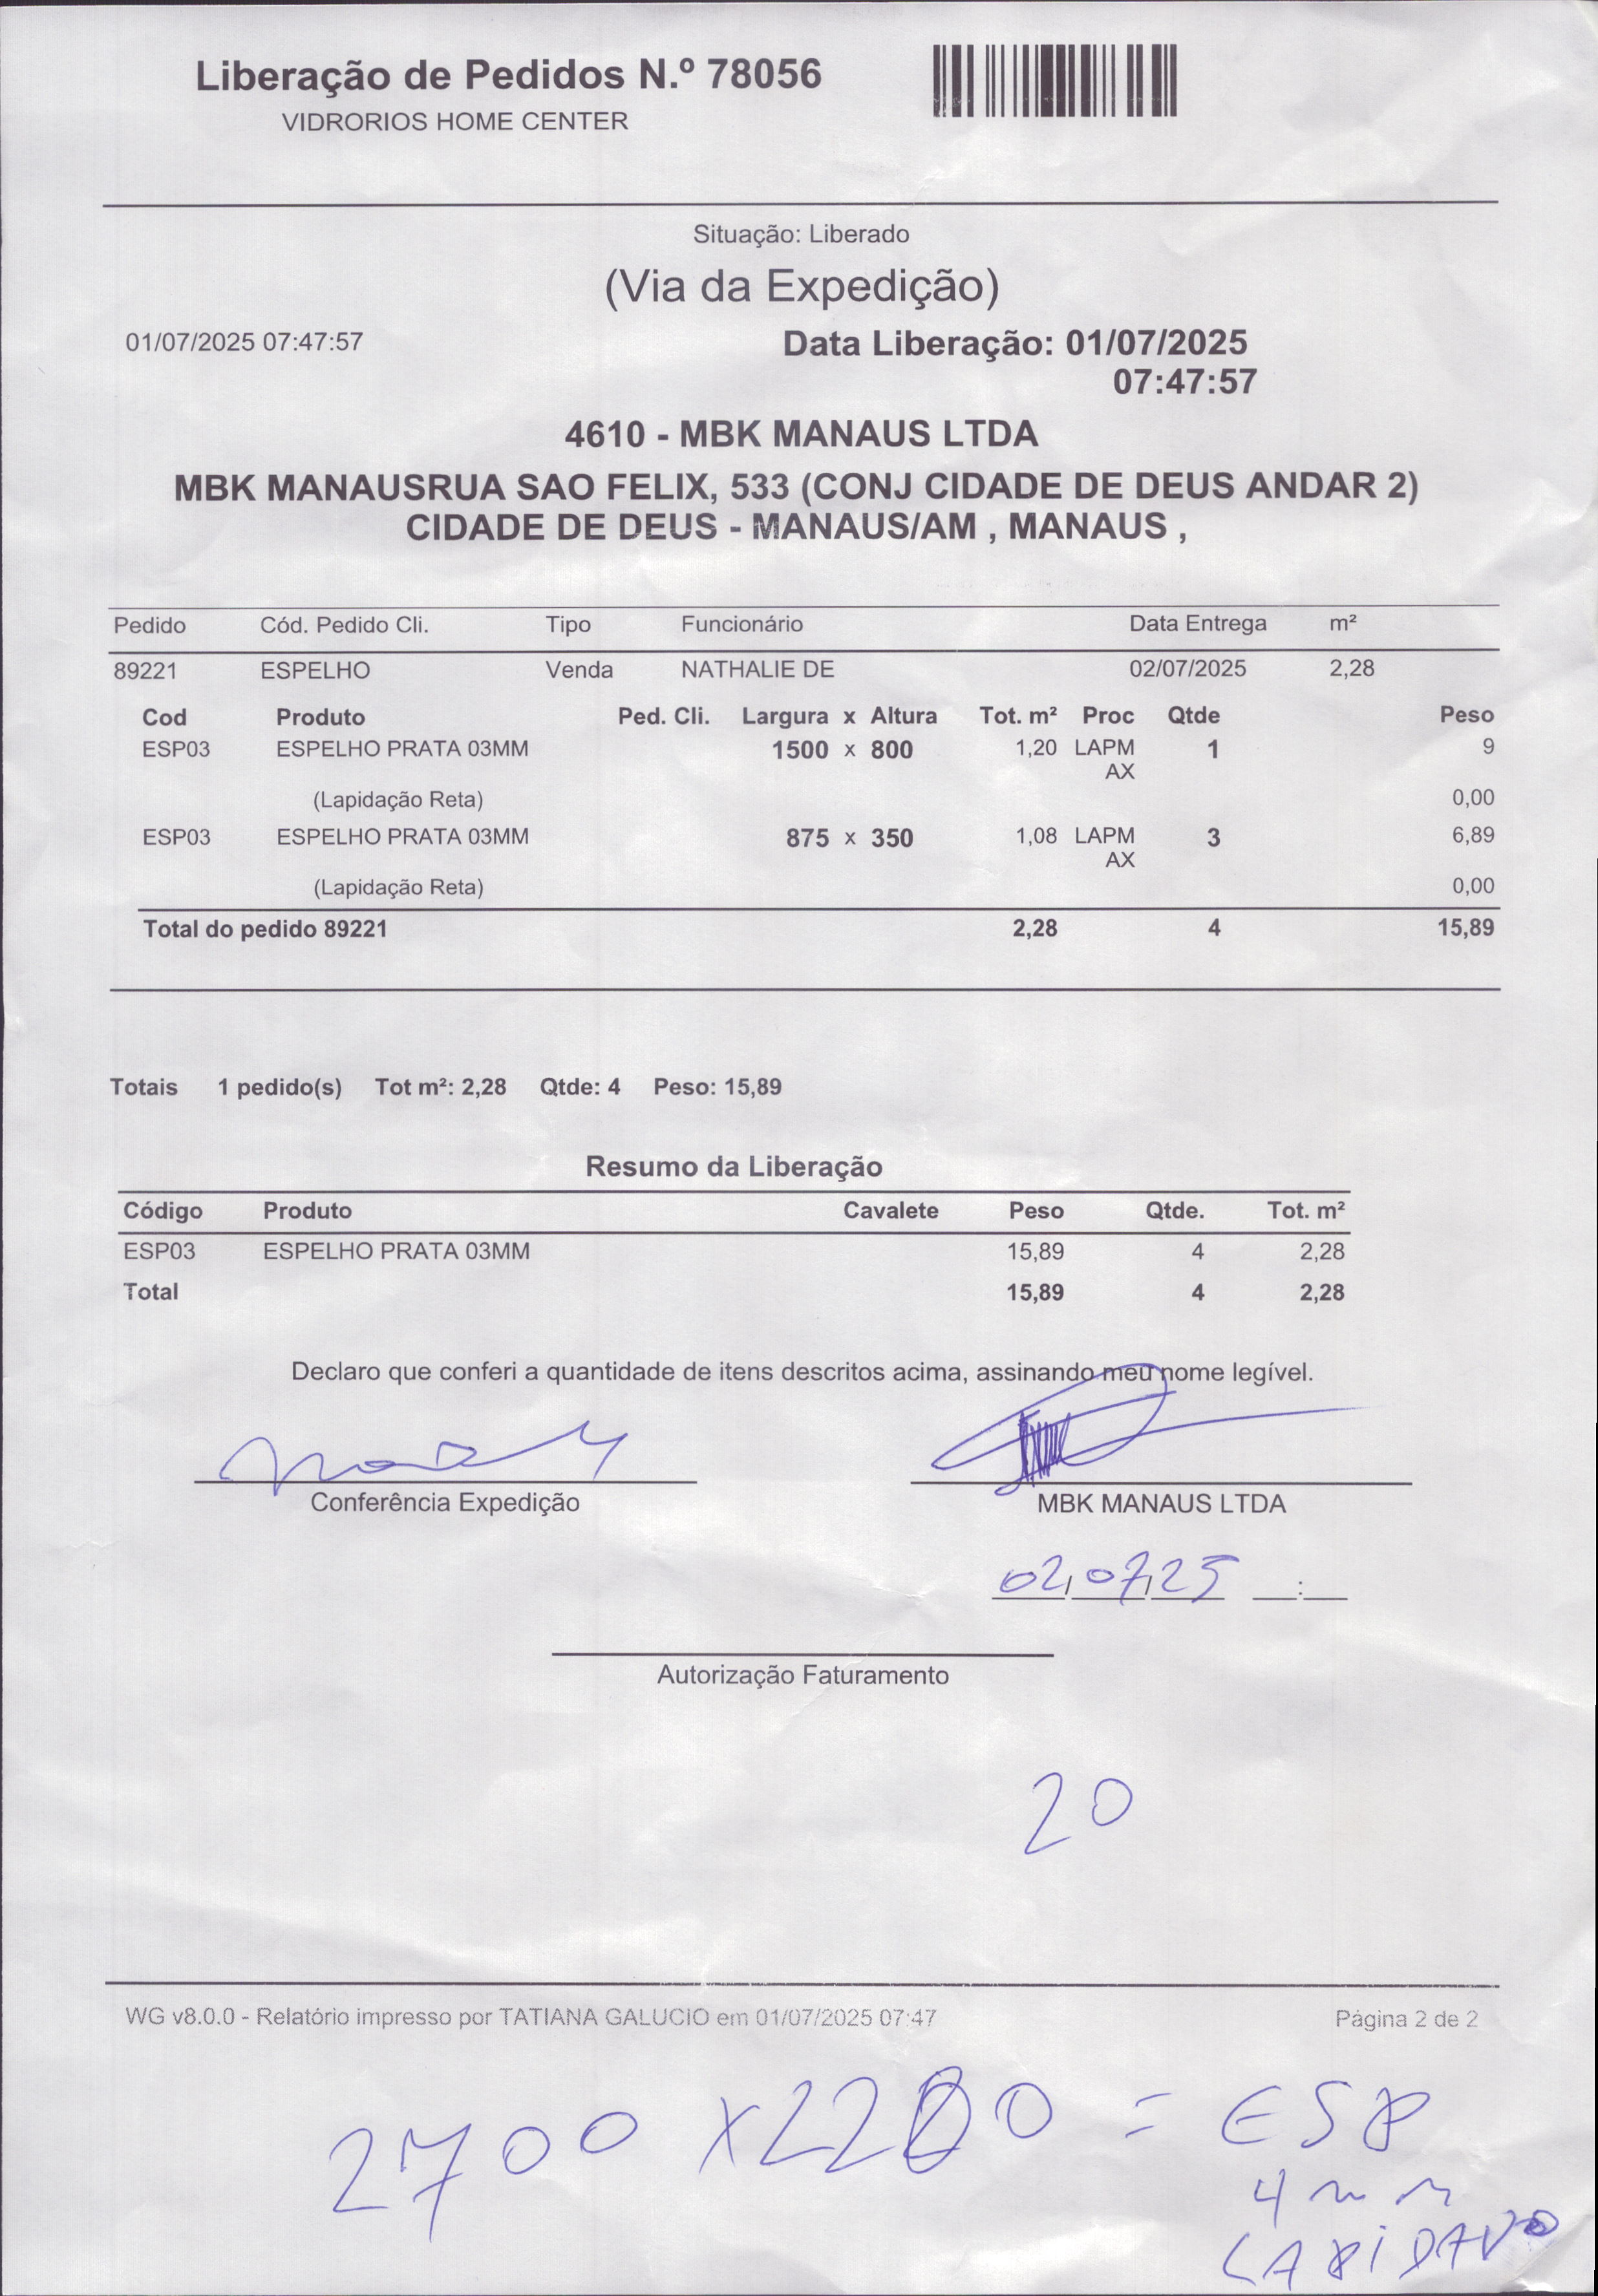 Liberação de Pedidos N.º 78056
VIDRORIOS HOME CENTER
Situação: Liberado
(Via da Expedição)
01/07/2025 07:47:57
Data Liberação: 01/07/2025
07:47:57
4610 - MBK MANAUS LTDA
MBK MANAUSRUA SAO FELIX, 533 (CONJ CIDADE DE DEUS ANDAR 2)
CIDADE DE DEUS - MANAUS/AM , MANAUS ,
Pedido Cód. Pedido Cli. Tipo Funcionário Data Entrega m²
89221 ESPELHO Venda NATHALIE DE 02/07/2025 2,28
Cod Produto Ped. Cli. Largura x Altura Tot. m² Proc Qtde Peso
ESP03 ESPELHO PRATA 03MM 1500 x 800 1,20 LAPM 1 9
AX
(Lapidação Reta) 0,00
ESP03 ESPELHO PRATA 03MM 875 x 350 1,08 LAPM 3 6,89
AX
(Lapidação Reta) 0,00
Total do pedido 89221 2,28 4 15,89
Totais 1 pedido(s) Tot m²: 2,28 Qtde: 4 Peso: 15,89
Resumo da Liberação
Código Produto Cavalete Peso Qtde. Tot. m²
ESP03 ESPELHO PRATA 03MM 15,89 4 2,28
Total 15,89 4 2,28
Declaro que conferi a quantidade de itens descritos acima, assinando meu nome legível.
Conferência Expedição
MBK MANAUS LTDA
02/07/25 __:__
Autorização Faturamento
20
WG v8.0.0 - Relatório impresso por TATIANA GALUCIO em 01/07/2025 07:47
Página 2 de 2
2700 X 2200 = ESP
4mm
LAPIDADO